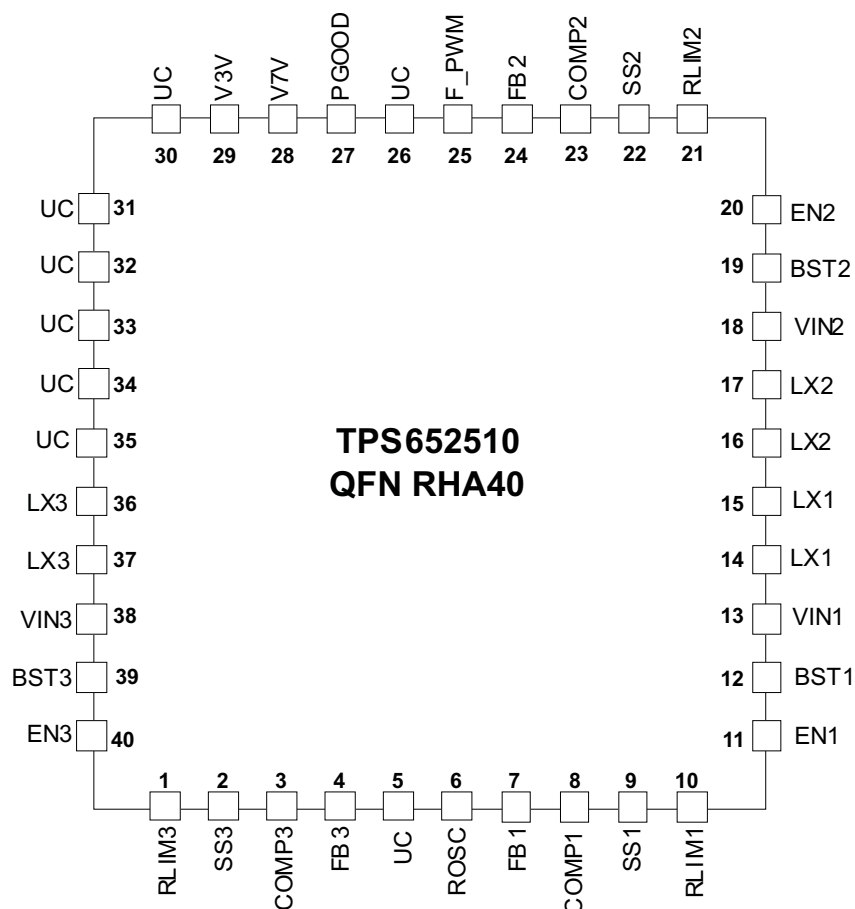 UC
V3V
V7V
PGOOD
UC
F_PWM
FB2
COMP2
SS2
RLIM2
30
29
28
27
26
25
24
23
22
21
UC 31
UC 32
UC 33
UC 34
UC 35
LX3 36
LX3 37
VIN3 38
BST3 39
EN3 40
TPS652510
QFN RHA40
20 EN2
19 BST2
18 VIN2
17 LX2
16 LX2
15 LX1
14 LX1
13 VIN1
12 BST1
11 EN1
1
2
3
4
5
6
7
8
9
10
RLIM3
SS3
COMP3
FB3
UC
ROSC
FB1
COMP1
SS1
RLIM1